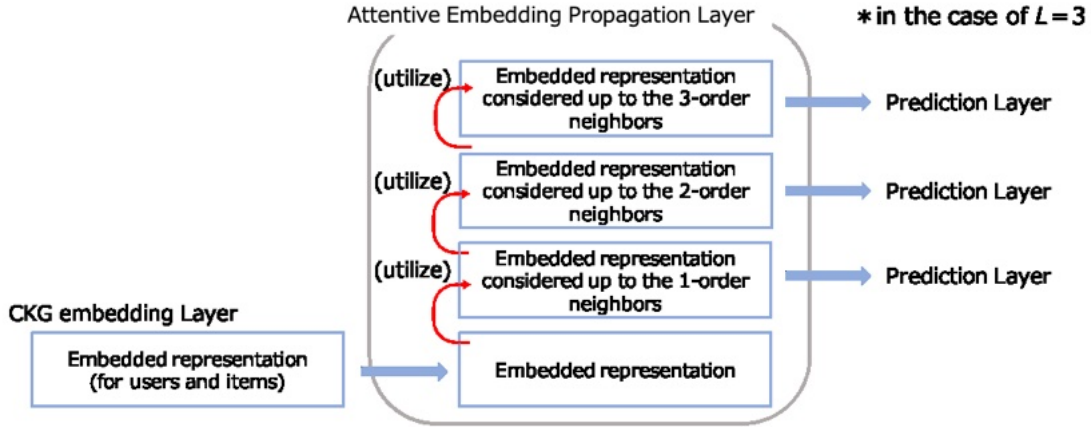 Attentive Embedding Propagation Layer
* in the case of L=3
(utilize)
Embedded representation
considered up to the 3-order
neighbors
Prediction Layer
(utilize)
Embedded representation
considered up to the 2-order
neighbors
Prediction Layer
(utilize)
Embedded representation
considered up to the 1-order
neighbors
Prediction Layer
CKG embedding Layer
Embedded representation
(for users and items)
Embedded representation